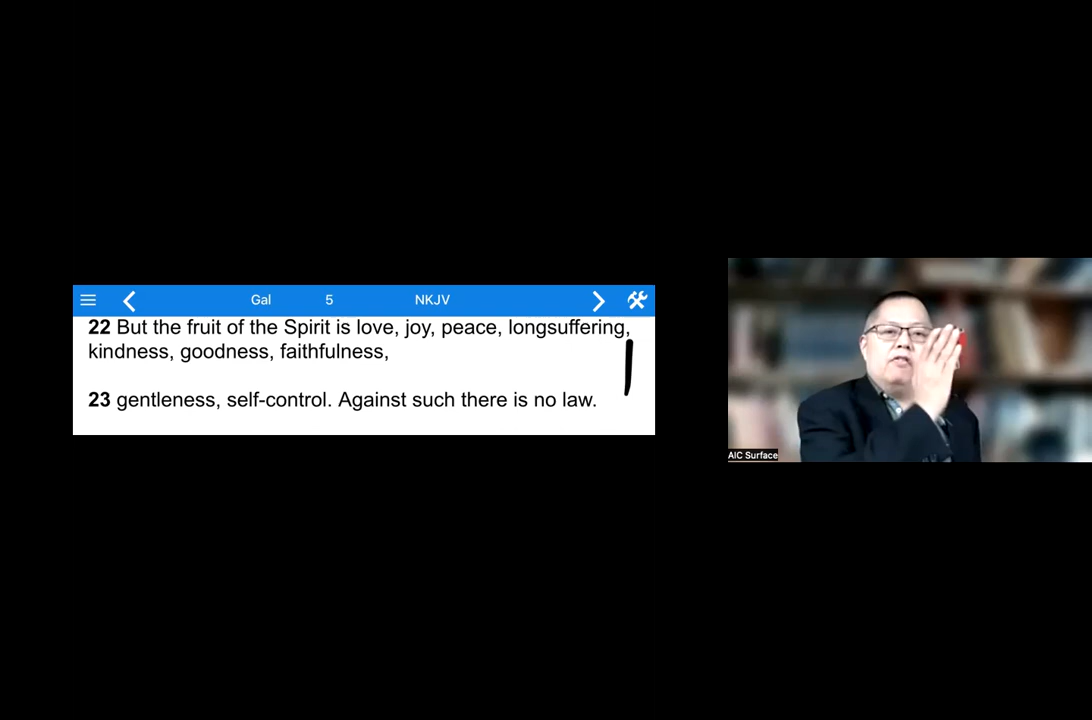 Gal 5 NKJV
22 But the fruit of the Spirit is love, joy, peace, longsuffering,
kindness, goodness, faithfulness,
23 gentleness, self-control. Against such there is no law.
AIC Surface